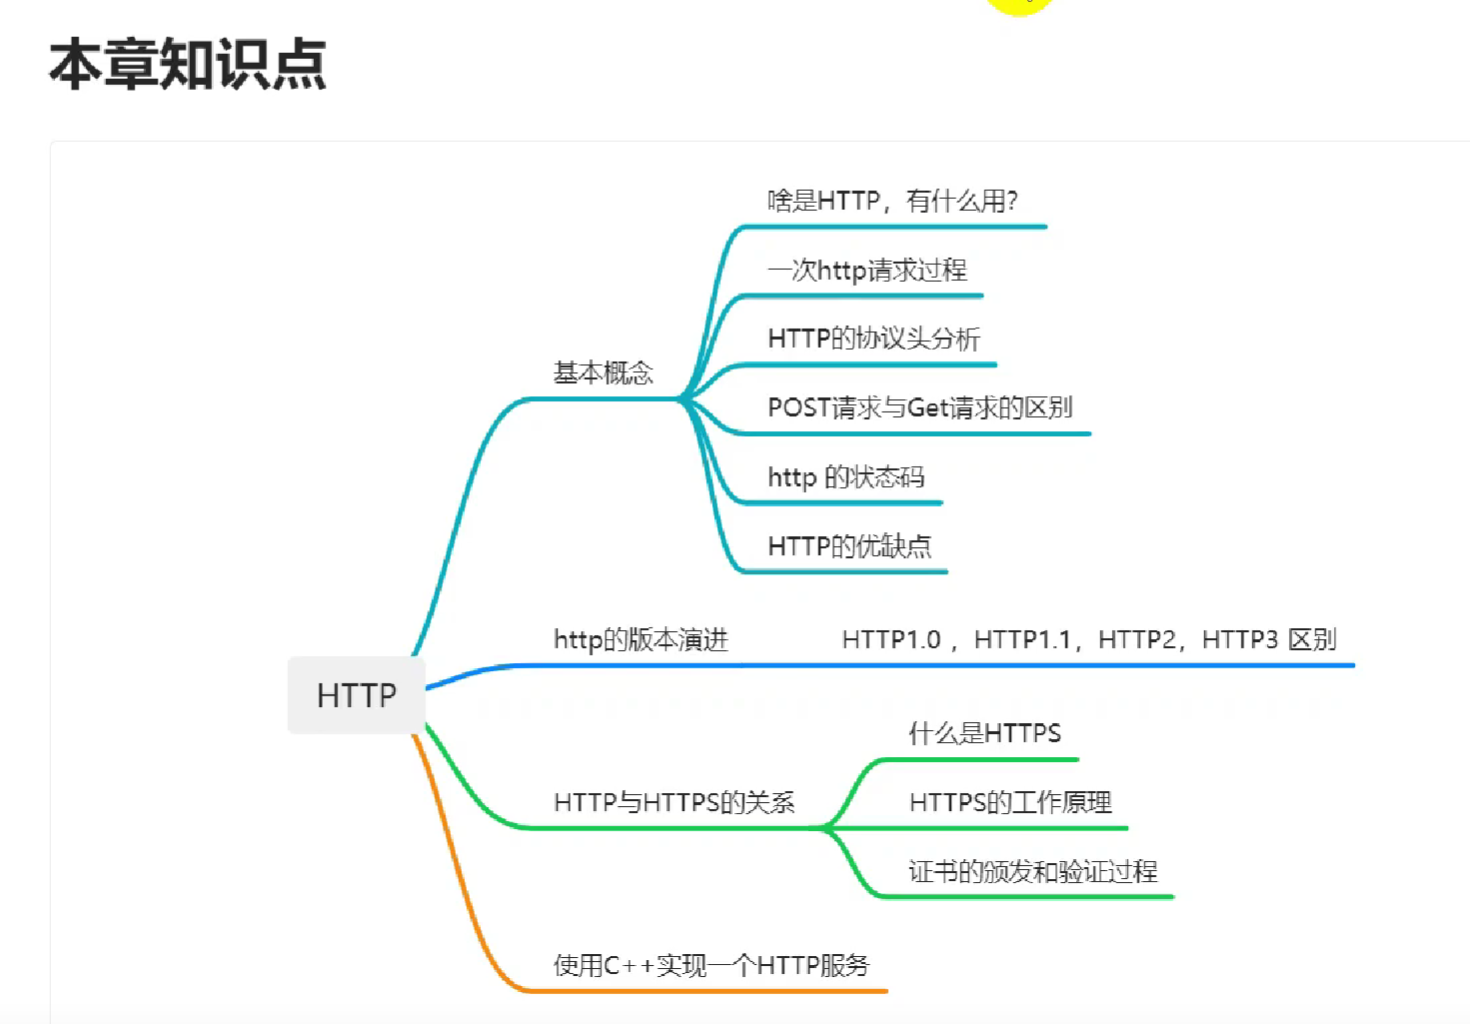 本章知识点
啥是HTTP，有什么用?
一次http请求过程
HTTP的协议头分析
基本概念
POST请求与Get请求的区别
http 的状态码
HTTP的优缺点
http的版本演进
HTTP1.0 ，HTTP1.1，HTTP2，HTTP3 区别
HTTP
什么是HTTPS
HTTP与HTTPS的关系
HTTPS的工作原理
证书的颁发和验证过程
使用C++实现一个HTTP服务